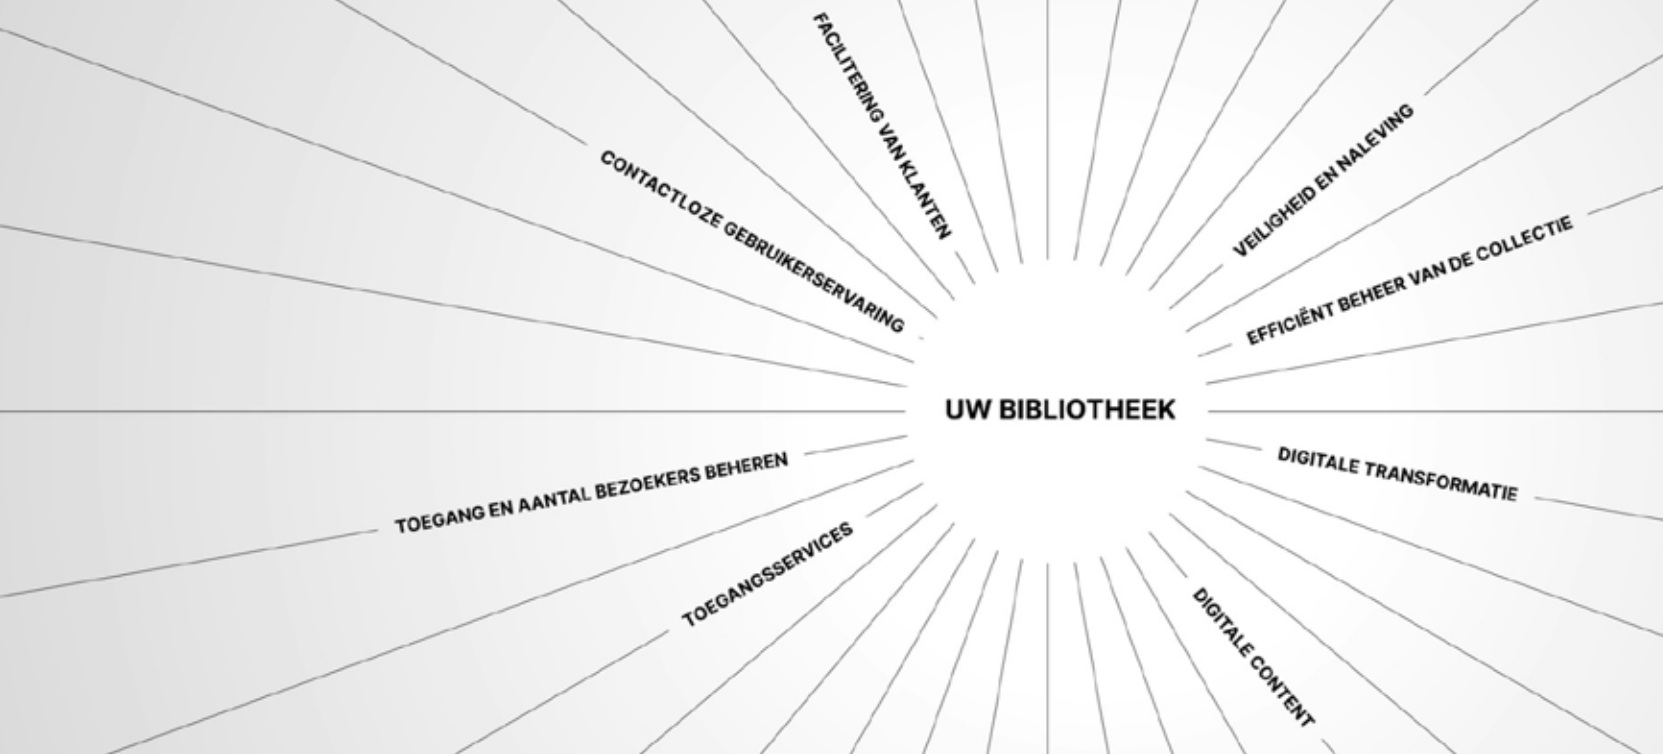 FACILITERING VAN KLANTEN
VEILIGHEID EN NALEVING
CONTACTLOZE GEBRUIKERSERVARING
EFFICIËNT BEHEER VAN DE COLLECTIE
UW BIBLIOTHEEK
TOEGANG EN AANTAL BEZOEKERS BEHEREN
DIGITALE TRANSFORMATIE
TOEGANGSSERVICES
DIGITALE CONTENT